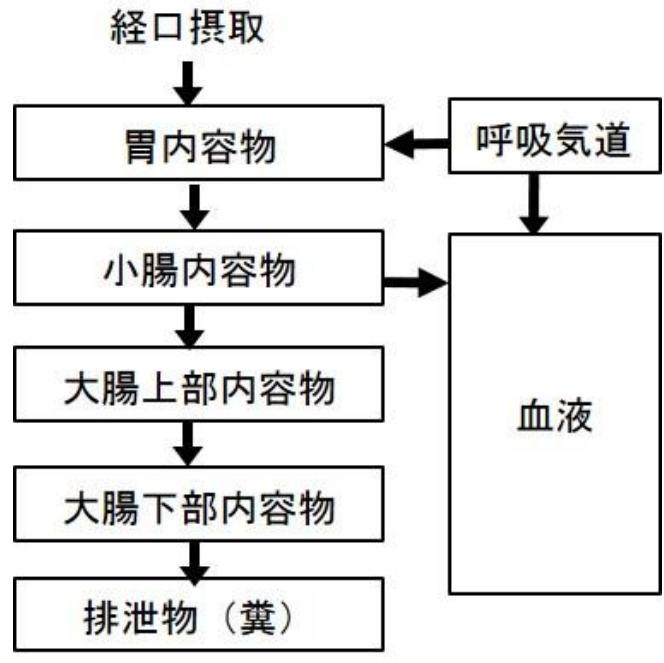 経口摂取
胃内容物
呼吸気道
小腸内容物
大腸上部内容物
血液
大腸下部内容物
排泄物（糞）